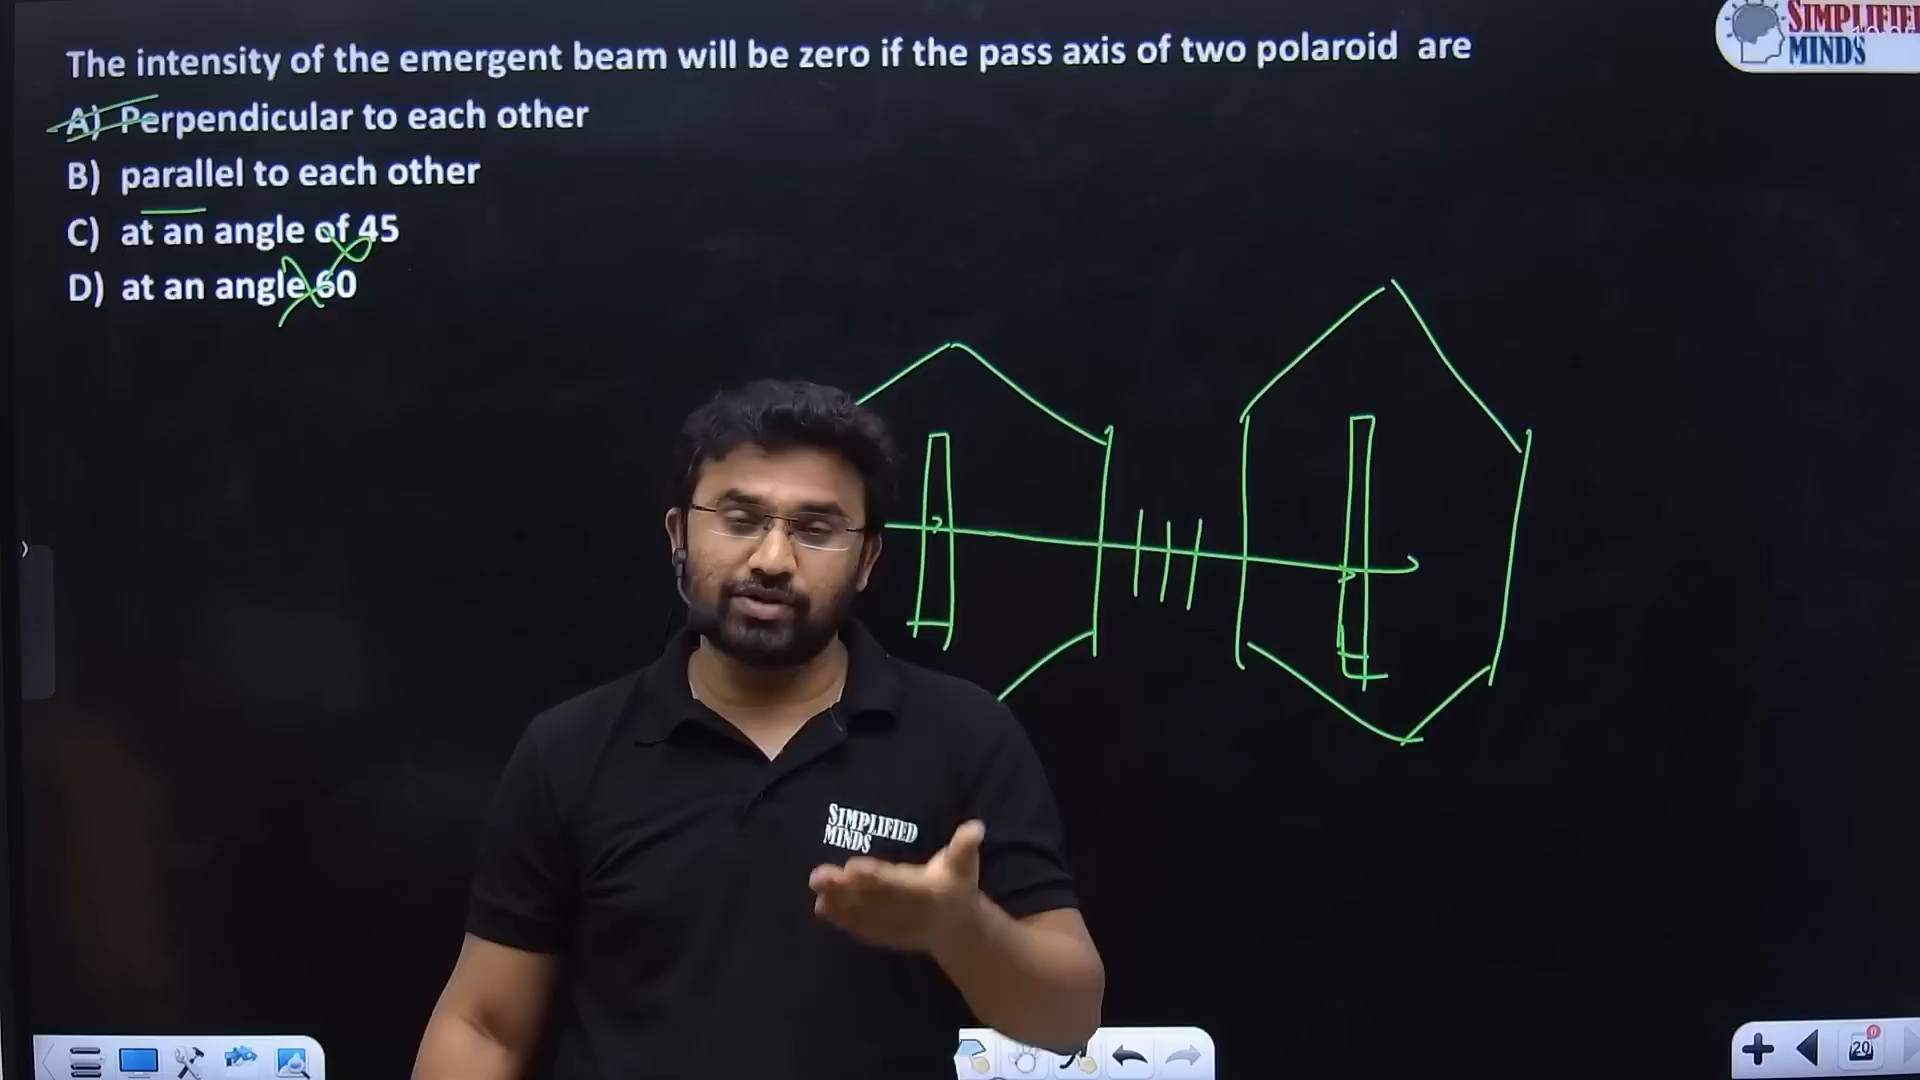 The intensity of the emergent beam will be zero if the pass axis of two polaroid are
A) Perpendicular to each other
B) parallel to each other
C) at an angle of 45
D) at an angle 60
SIMPLIFIED
MINDS
SIMPLIFIED
MINDS
20